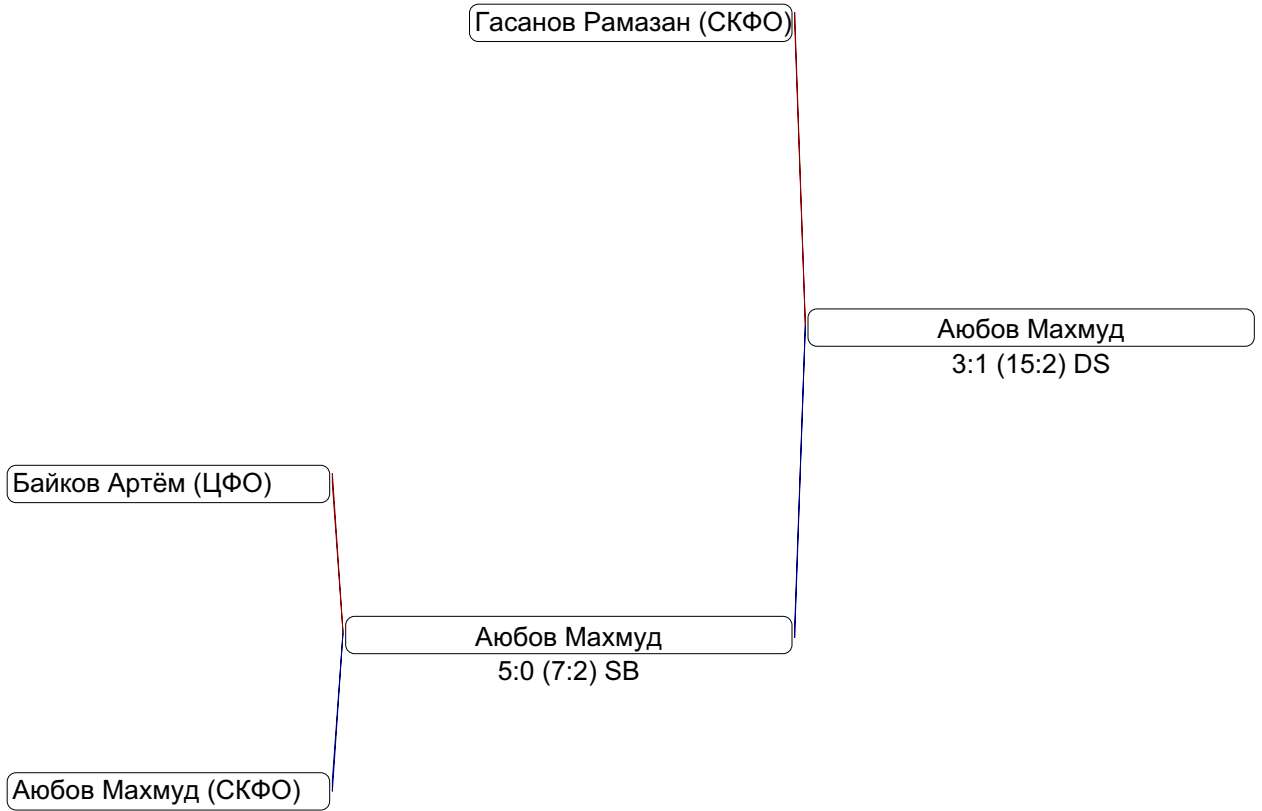 Гасанов Рамазан (СКФО)
Аюбов Махмуд
3:1 (15:2) DS
Байков Артём (ЦФО)
Аюбов Махмуд
5:0 (7:2) SB
Аюбов Махмуд (СКФО)